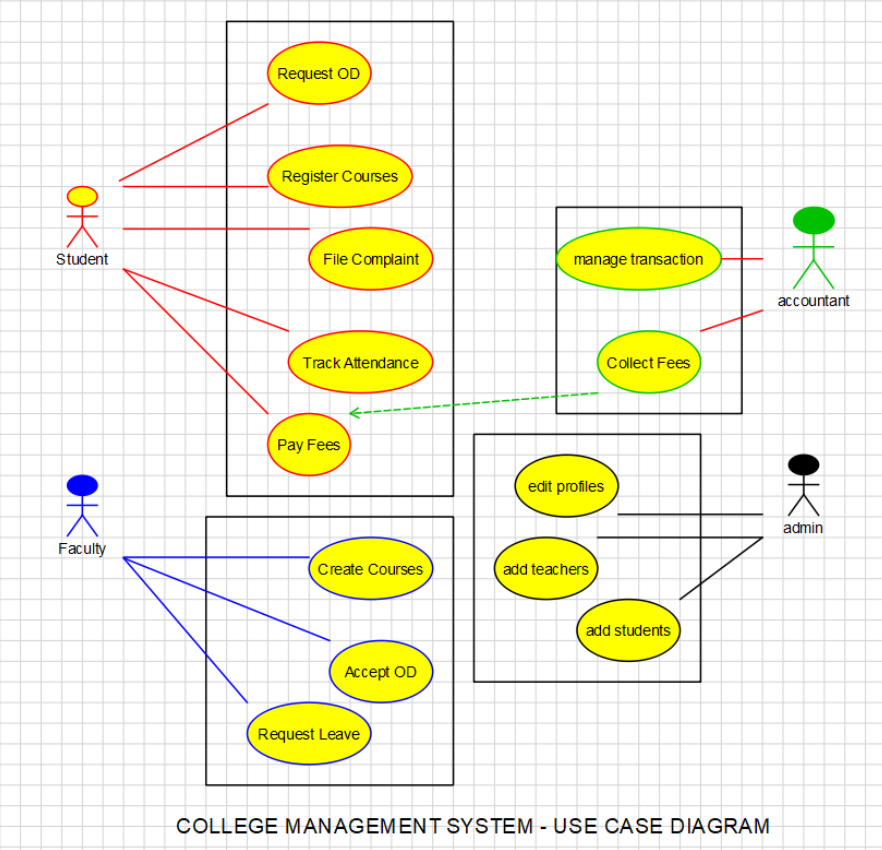 Request OD
Register Courses
Student
File Complaint
manage transaction
accountant
Track Attendance
Collect Fees
Pay Fees
edit profiles
admin
Faculty
Create Courses
add teachers
add students
Accept OD
Request Leave
COLLEGE MANAGEMENT SYSTEM - USE CASE DIAGRAM